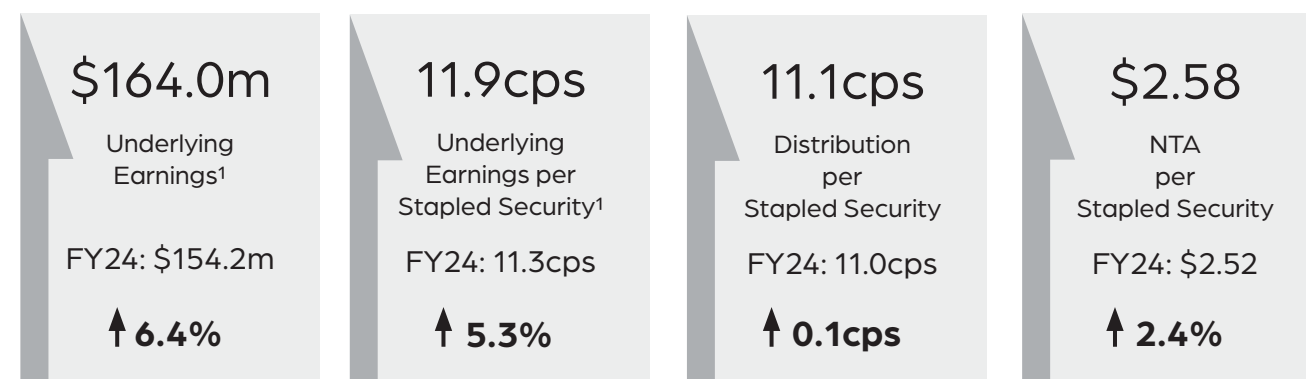 $164.0m
Underlying
Earnings¹
FY24: $154.2m
6.4%
11.9cps
Underlying
Earnings per
Stapled Security¹
FY24: 11.3cps
5.3%
11.1cps
Distribution
per
Stapled Security
FY24: 11.0cps
0.1cps
$2.58
NTA
per
Stapled Security
FY24: $2.52
2.4%